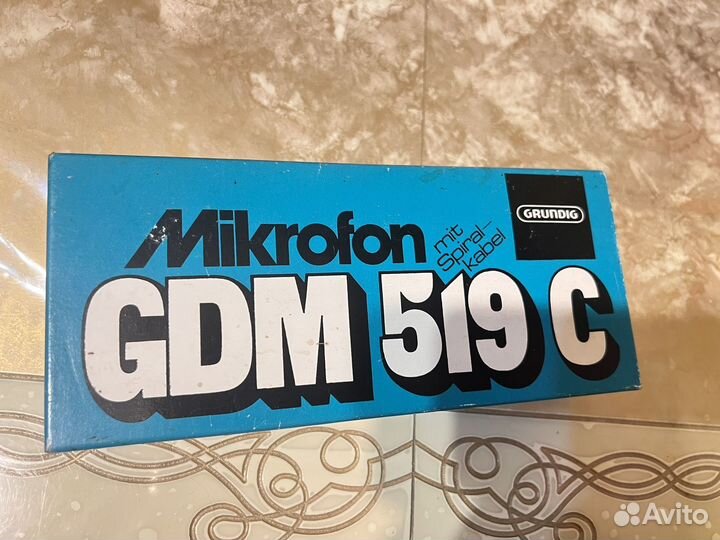 Mikrofon
mit
Spiral-
kabel
GRUNDIG
GDM 519 C
Avito